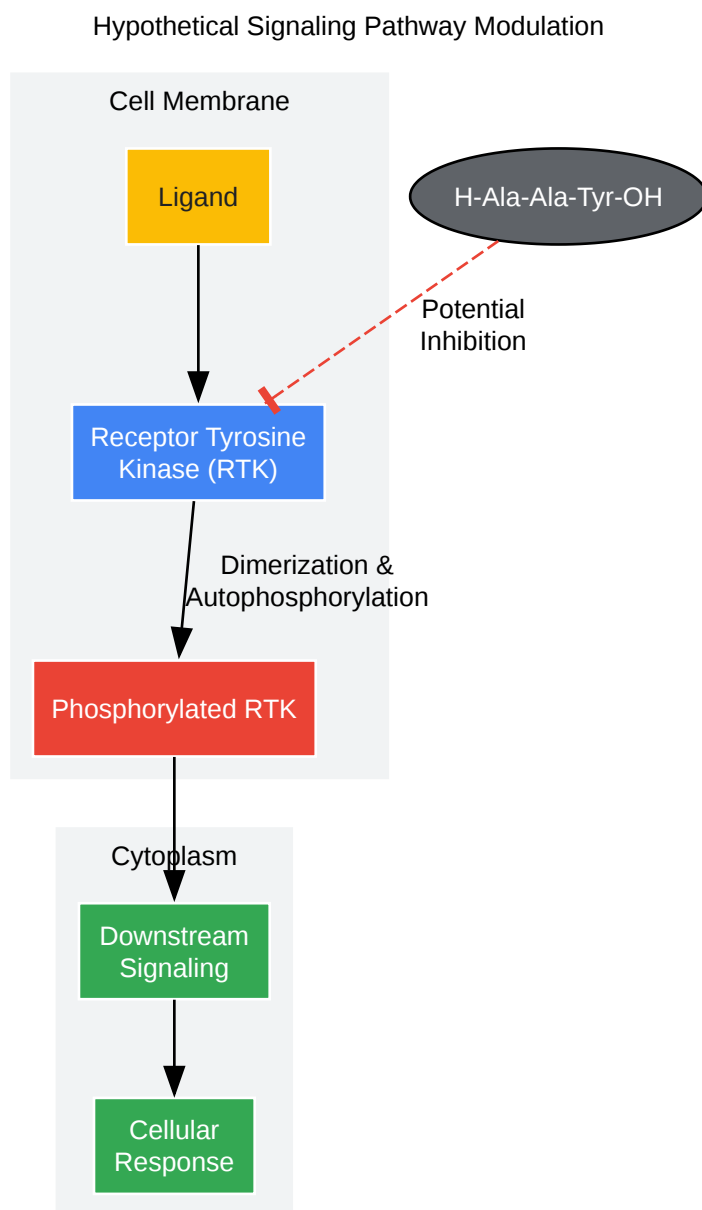 Hypothetical Signaling Pathway Modulation
Cell Membrane
Ligand
H-Ala-Ala-Tyr-OH
Potential
Inhibition
Receptor Tyrosine
Kinase (RTK)
Dimerization &
Autophosphorylation
Phosphorylated RTK
Cytoplasm
Downstream
Signaling
Cellular
Response